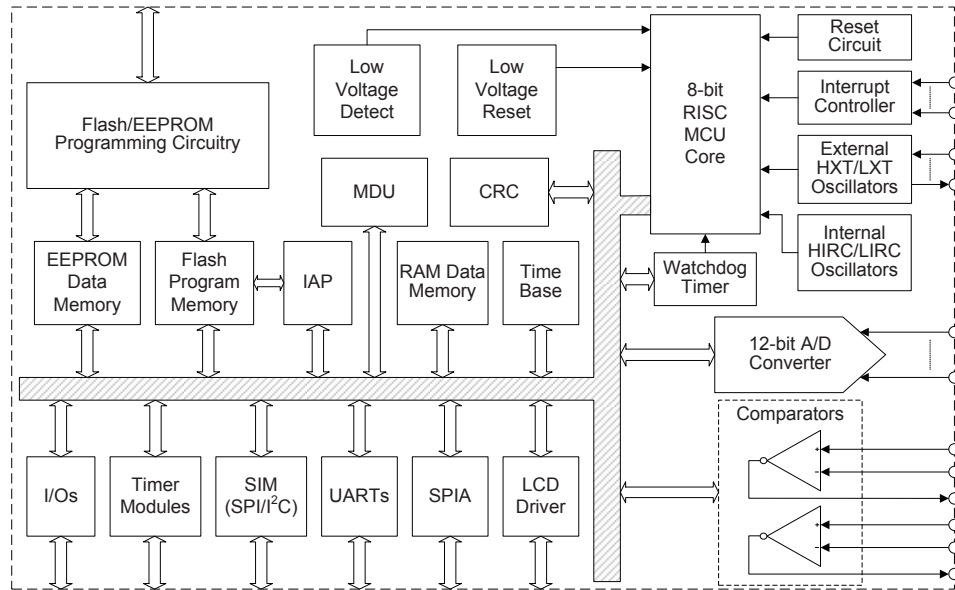 Flash/EEPROM
Programming Circuitry
Low
Voltage
Detect
Low
Voltage
Reset
8-bit
RISC
MCU
Core
Reset
Circuit
Interrupt
Controller
External
HXT/LXT
Oscillators
Internal
HIRC/LIRC
Oscillators
MDU
CRC
EEPROM
Data
Memory
Flash
Program
Memory
IAP
RAM Data
Memory
Time
Base
Watchdog
Timer
12-bit A/D
Converter
Comparators
+
−
+
−
I/Os
Timer
Modules
SIM
(SPI/I²C)
UARTs
SPIA
LCD
Driver